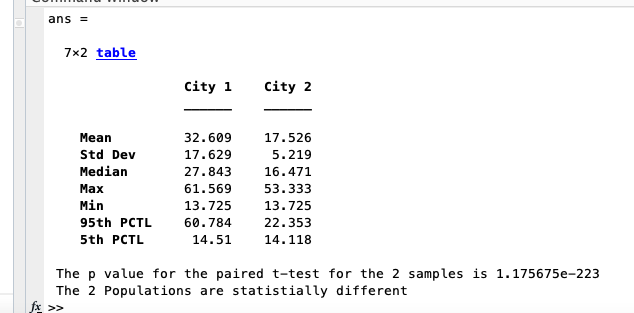 Command Window
ans =
7×2 table
City 1 City 2
Mean 32.609 17.526
Std Dev 17.629 5.219
Median 27.843 16.471
Max 61.569 53.333
Min 13.725 13.725
95th PCTL 60.784 22.353
5th PCTL 14.51 14.118
The p value for the paired t-test for the 2 samples is 1.175675e-223
The 2 Populations are statistially different
fx >>